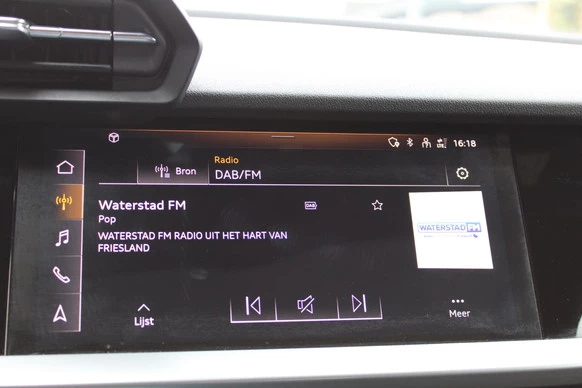 16:18
Radio
Bron
DAB/FM
Waterstad FM
DAB
Pop
WATERSTAD FM RADIO UIT HET HART VAN
FRIESLAND
WATERSTAD FM
Lijst
Meer